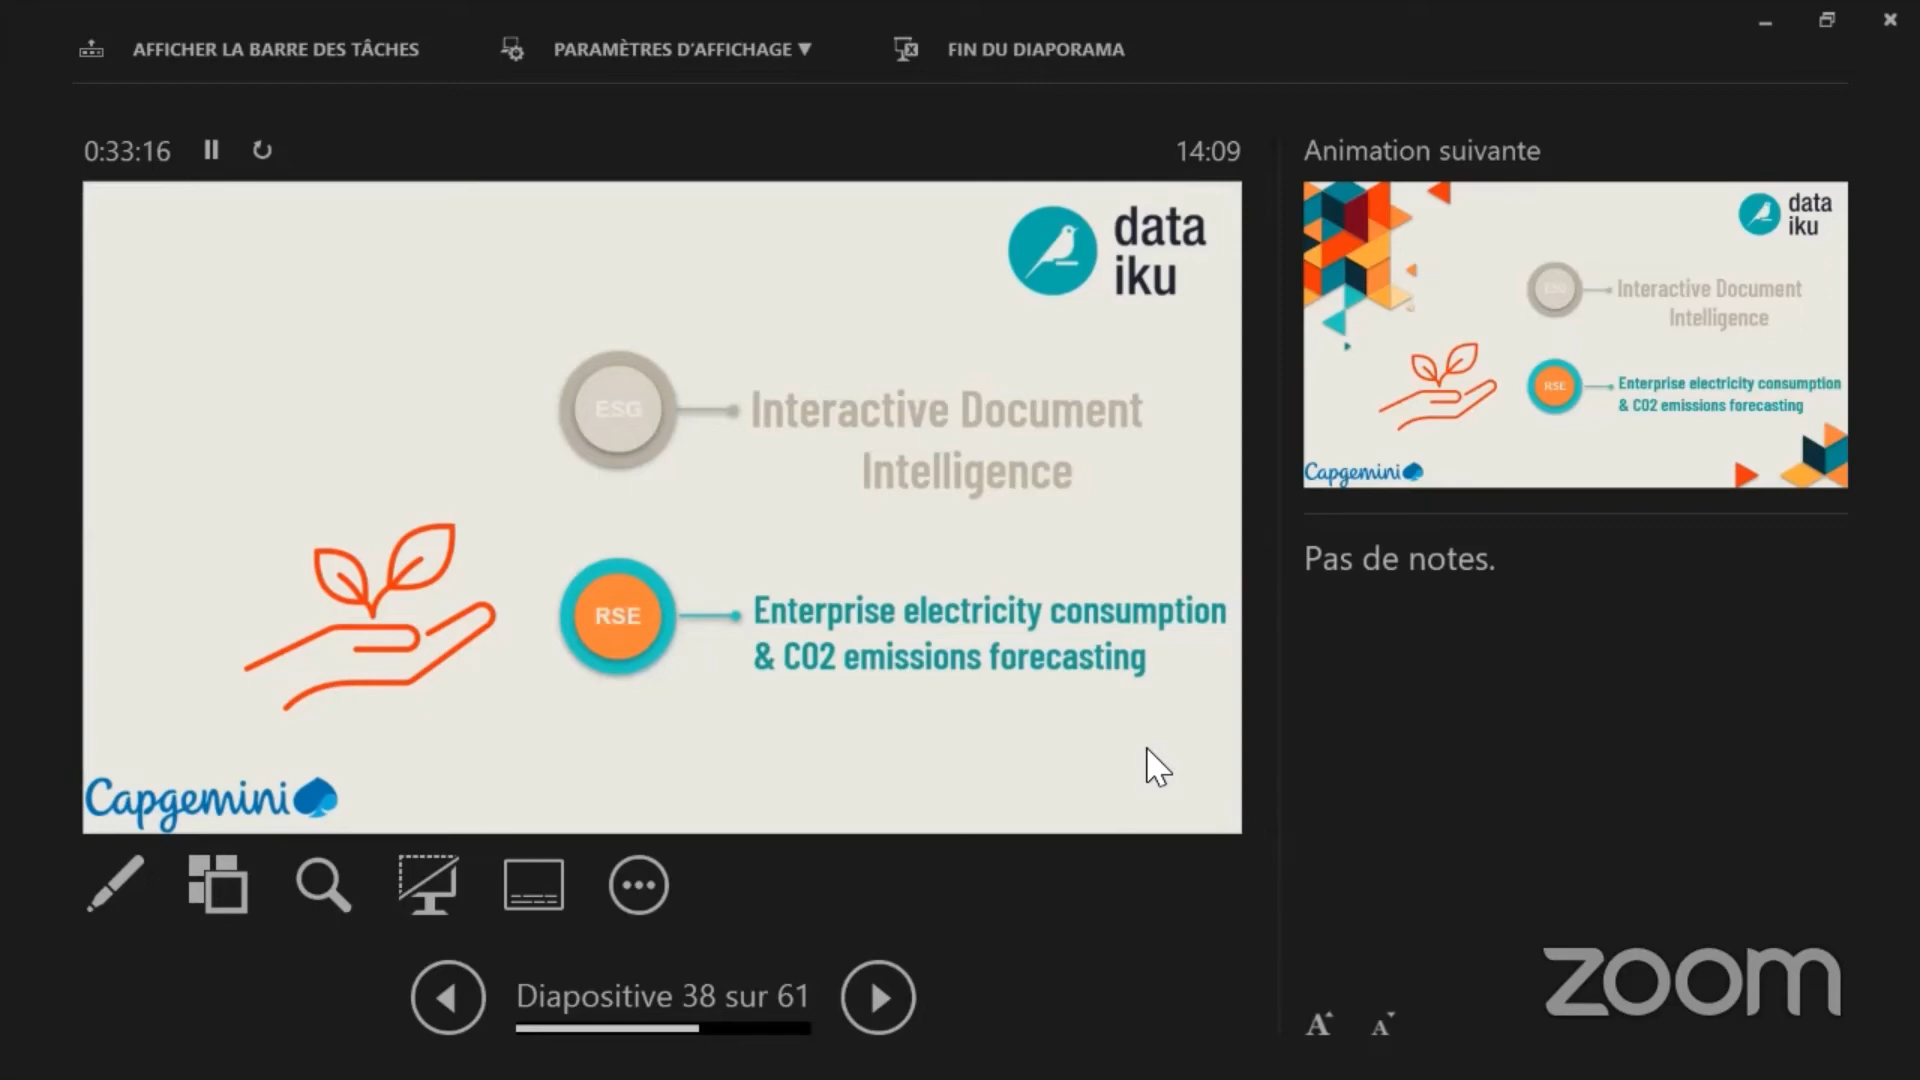 AFFICHER LA BARRE DES TÂCHES
PARAMÈTRES D'AFFICHAGE ▼
FIN DU DIAPORAMA
0:33:16
14:09
data
iku
ESG
Interactive Document
Intelligence
RSE
Enterprise electricity consumption
& CO2 emissions forecasting
Capgemini
Animation suivante
data
iku
ESG
Interactive Document
Intelligence
RSE
Enterprise electricity consumption
& CO2 emissions forecasting
Capgemini
Pas de notes.
Diapositive 38 sur 61
A A
zoom